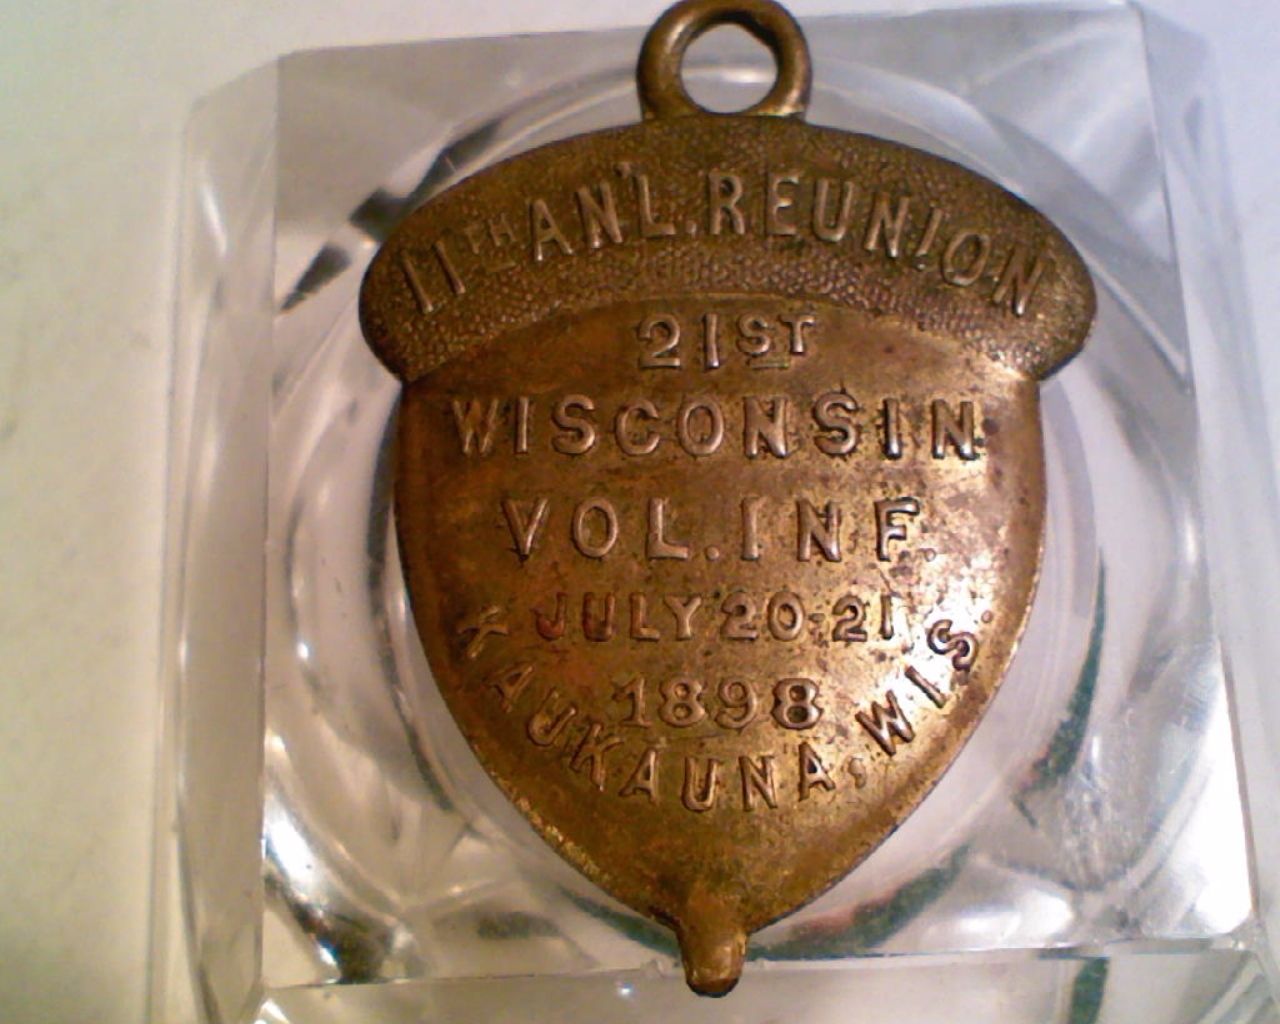 11TH AN'L. REUNION
21ST
WISCONSIN
VOL. INF.
JULY 20-21
1898
KAUKAUNA, WIS.